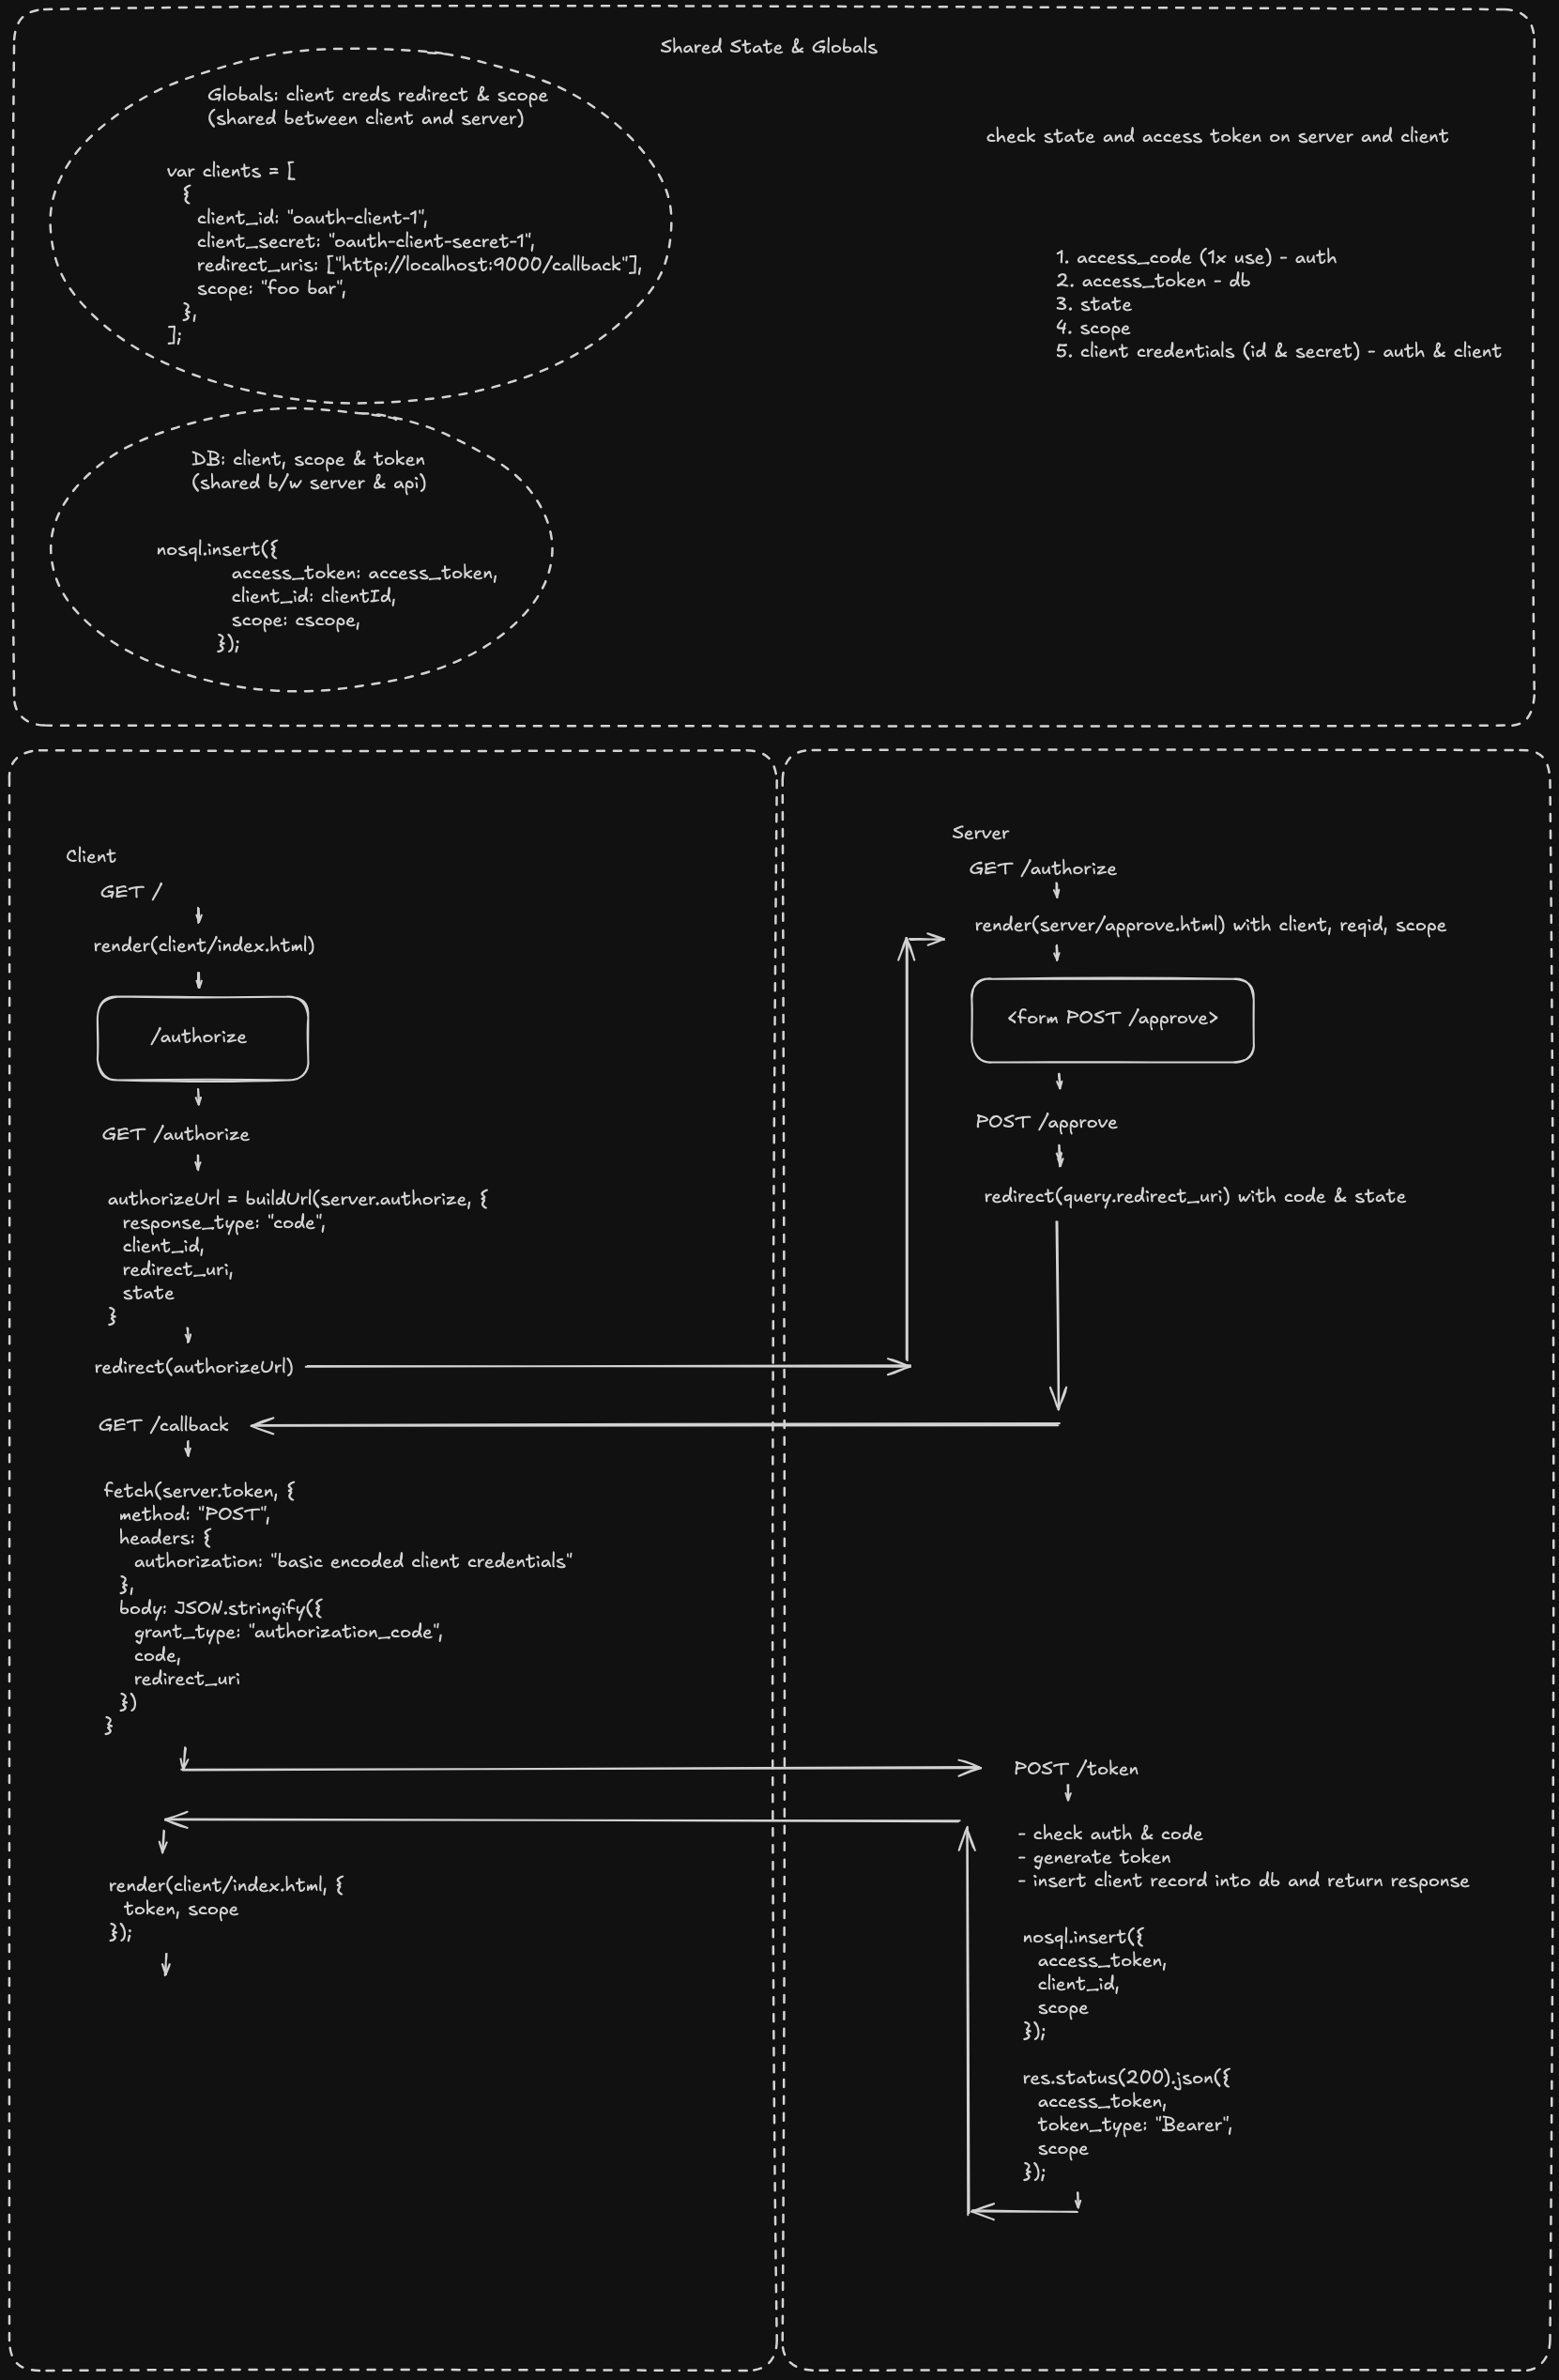 Shared State & Globals
Globals: client creds redirect & scope
(shared between client and server)
var clients = [
{
client_id: "oauth-client-1",
client_secret: "oauth-client-secret-1",
redirect_uris: ["http://localhost:9000/callback"],
scope: "foo bar",
},
];
check state and access token on server and client
1. access_code (1x use) - auth
2. access_token - db
3. state
4. scope
5. client credentials (id & secret) - auth & client
DB: client, scope & token
(shared b/w server & api)
nosql.insert({
access_token: access_token,
client_id: clientId,
scope: cscope,
});
Client
GET /
render(client/index.html)
/authorize
GET /authorize
authorizeUrl = buildUrl(server.authorize, {
response_type: "code",
client_id,
redirect_uri,
state
}
redirect(authorizeUrl)
GET /callback
fetch(server.token, {
method: "POST",
headers: {
authorization: "basic encoded client credentials"
},
body: JSON.stringify({
grant_type: "authorization_code",
code,
redirect_uri
})
}
render(client/index.html, {
token, scope
});
Server
GET /authorize
render(server/approve.html) with client, reqid, scope
<form POST /approve>
POST /approve
redirect(query.redirect_uri) with code & state
POST /token
- check auth & code
- generate token
- insert client record into db and return response
nosql.insert({
access_token,
client_id,
scope
});
res.status(200).json({
access_token,
token_type: "Bearer",
scope
});